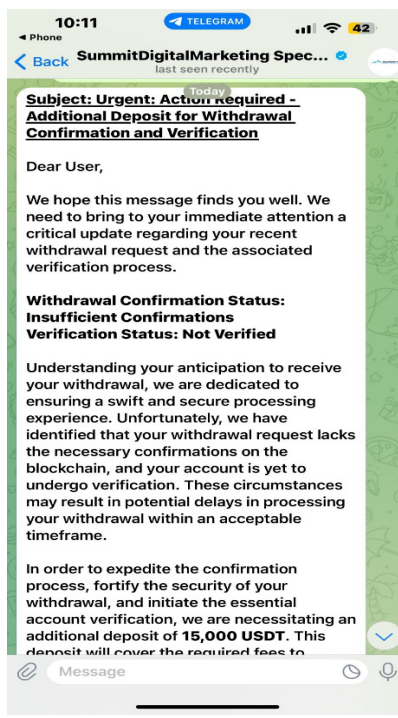 10:11
TELEGRAM
42
Phone
Back
SummitDigitalMarketing Spec...
last seen recently
Today
Subject: Urgent: Action Required -
Additional Deposit for Withdrawal
Confirmation and Verification
Dear User,
We hope this message finds you well. We
need to bring to your immediate attention a
critical update regarding your recent
withdrawal request and the associated
verification process.
Withdrawal Confirmation Status:
Insufficient Confirmations
Verification Status: Not Verified
Understanding your anticipation to receive
your withdrawal, we are dedicated to
ensuring a swift and secure processing
experience. Unfortunately, we have
identified that your withdrawal request lacks
the necessary confirmations on the
blockchain, and your account is yet to
undergo verification. These circumstances
may result in potential delays in processing
your withdrawal within an acceptable
timeframe.
In order to expedite the confirmation
process, fortify the security of your
withdrawal, and initiate the essential
account verification, we are necessitating an
additional deposit of 15,000 USDT. This
deposit will cover the required fees to
Message